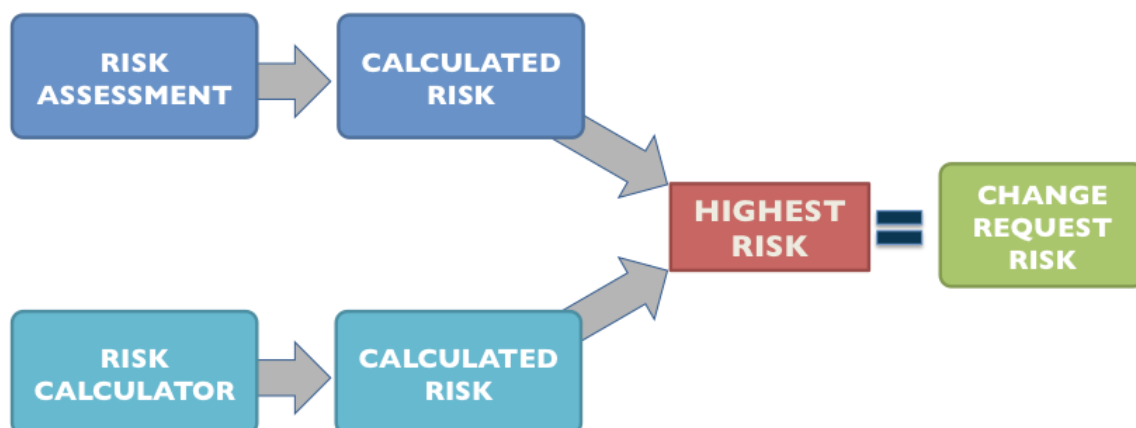 RISK
ASSESSMENT
CALCULATED
RISK
HIGHEST
RISK
CHANGE
REQUEST
RISK
RISK
CALCULATOR
CALCULATED
RISK